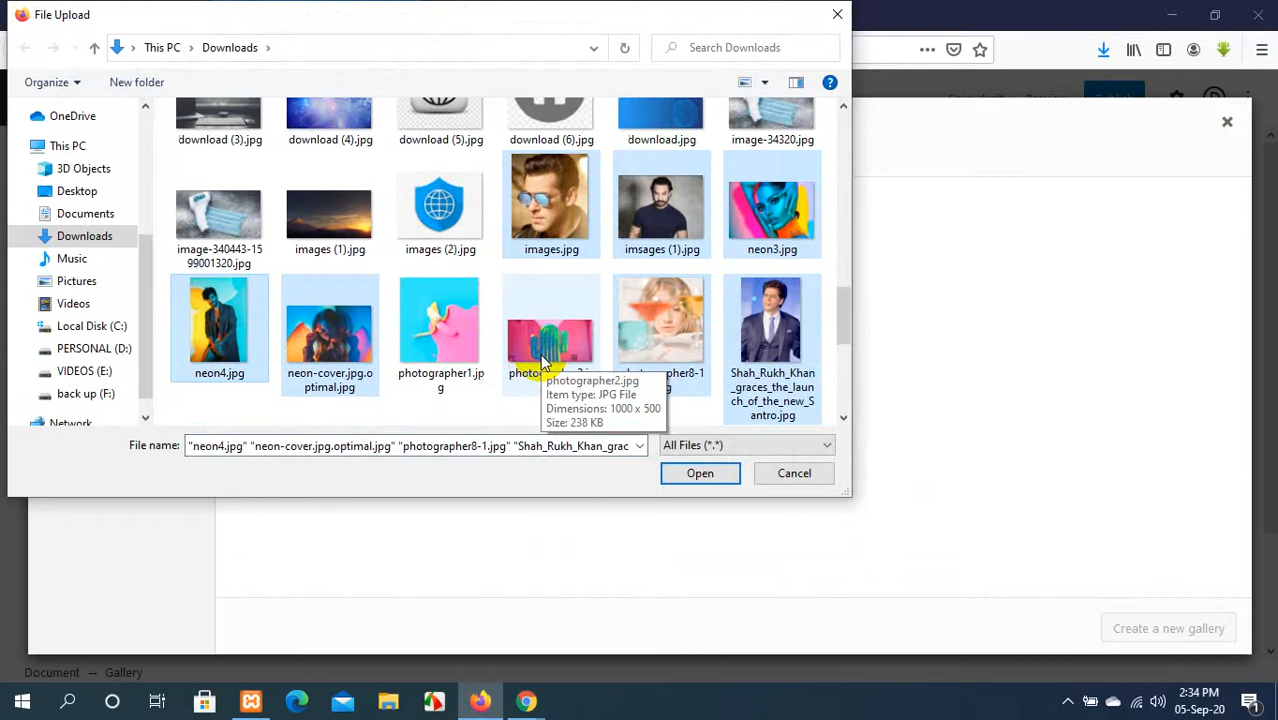 File Upload
This PC > Downloads >
Search Downloads
Organize
New folder
OneDrive
This PC
3D Objects
Desktop
Documents
Downloads
Music
Pictures
Videos
Local Disk (C:)
PERSONAL (D:)
VIDEOS (E:)
back up (F:)
Network
download (3).jpg
download (4).jpg
download (5).jpg
download (6).jpg
download.jpg
image-34320.jpg
image-340443-15
99001320.jpg
images (1).jpg
images (2).jpg
images.jpg
imsages (1).jpg
neon3.jpg
neon4.jpg
neon-cover.jpg.o
ptimal.jpg
photographer1.jp
g
Shah_Rukh_Khan
_graces_the_laun
ch_of_the_new_S
antro.jpg
photographer2.jpg
Item type: JPG File
Dimensions: 1000 x 500
Size: 238 KB
File name:
"neon4.jpg" "neon-cover.jpg.optimal.jpg" "photographer8-1.jpg" "Shah_Rukh_Khan_grac
All Files (*.*)
Open
Cancel
Create a new gallery
Document → Gallery
2:34 PM
05-Sep-20
1